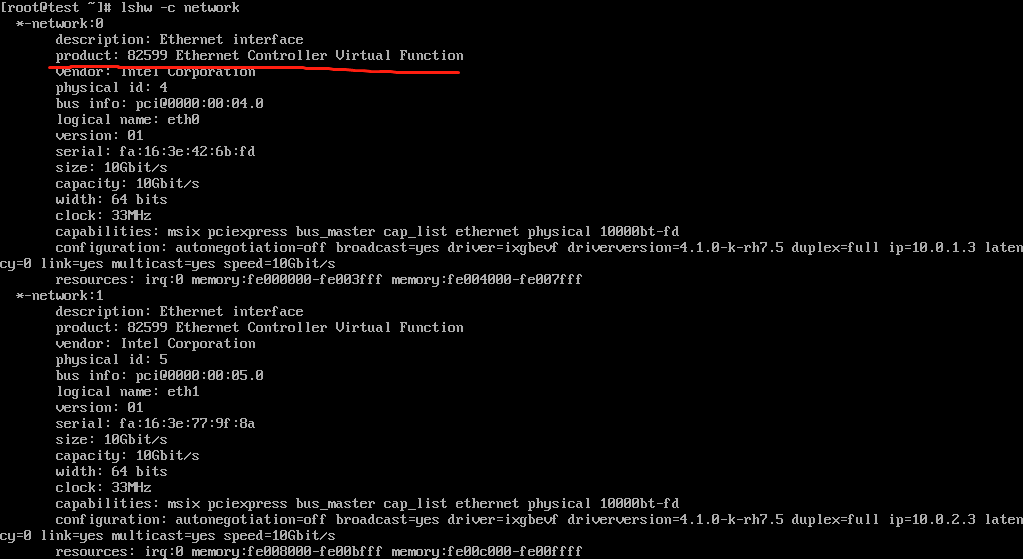 [root@test ~]# lshw -c network
*-network:0
description: Ethernet interface
product: 82599 Ethernet Controller Virtual Function
vendor: Intel Corporation
physical id: 4
bus info: pci@0000:00:04.0
logical name: eth0
version: 01
serial: fa:16:3e:42:6b:fd
size: 10Gbit/s
capacity: 10Gbit/s
width: 64 bits
clock: 33MHz
capabilities: msix pciexpress bus_master cap_list ethernet physical 10000bt-fd
configuration: autonegotiation=off broadcast=yes driver=ixgbevf driverversion=4.1.0-k-rh7.5 duplex=full ip=10.0.1.3 laten
cy=0 link=yes multicast=yes speed=10Gbit/s
resources: irq:0 memory:fe000000-fe003fff memory:fe004000-fe007fff
*-network:1
description: Ethernet interface
product: 82599 Ethernet Controller Virtual Function
vendor: Intel Corporation
physical id: 5
bus info: pci@0000:00:05.0
logical name: eth1
version: 01
serial: fa:16:3e:77:9f:8a
size: 10Gbit/s
capacity: 10Gbit/s
width: 64 bits
clock: 33MHz
capabilities: msix pciexpress bus_master cap_list ethernet physical 10000bt-fd
configuration: autonegotiation=off broadcast=yes driver=ixgbevf driverversion=4.1.0-k-rh7.5 duplex=full ip=10.0.2.3 laten
cy=0 link=yes multicast=yes speed=10Gbit/s
resources: irq:0 memory:fe008000-fe00bfff memory:fe00c000-fe00ffff